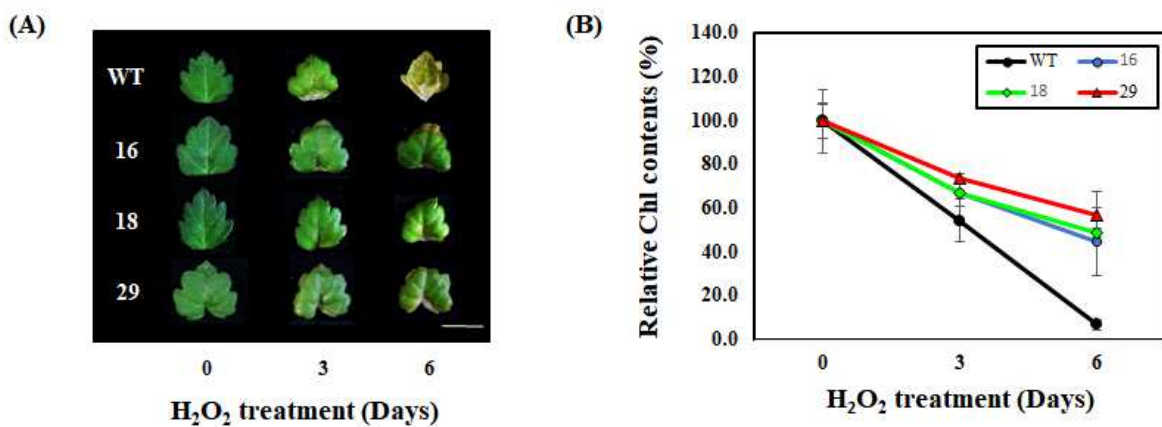 (A)
WT
16
18
29
0 3 6
H₂O₂ treatment (Days)
(B)
Relative Chl contents (%)
140.0
120.0
100.0
80.0
60.0
40.0
20.0
0.0
WT 16
18 29
0 3 6
H₂O₂ treatment (Days)